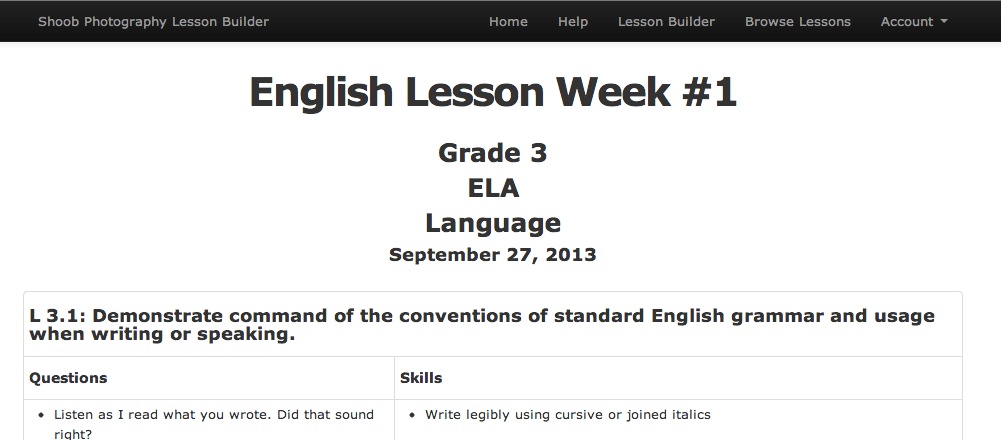 Shoob Photography Lesson Builder Home Help Lesson Builder Browse Lessons Account
English Lesson Week #1
Grade 3
ELA
Language
September 27, 2013
L 3.1: Demonstrate command of the conventions of standard English grammar and usage
when writing or speaking.
Questions Skills
• Listen as I read what you wrote. Did that sound • Write legibly using cursive or joined italics
right?